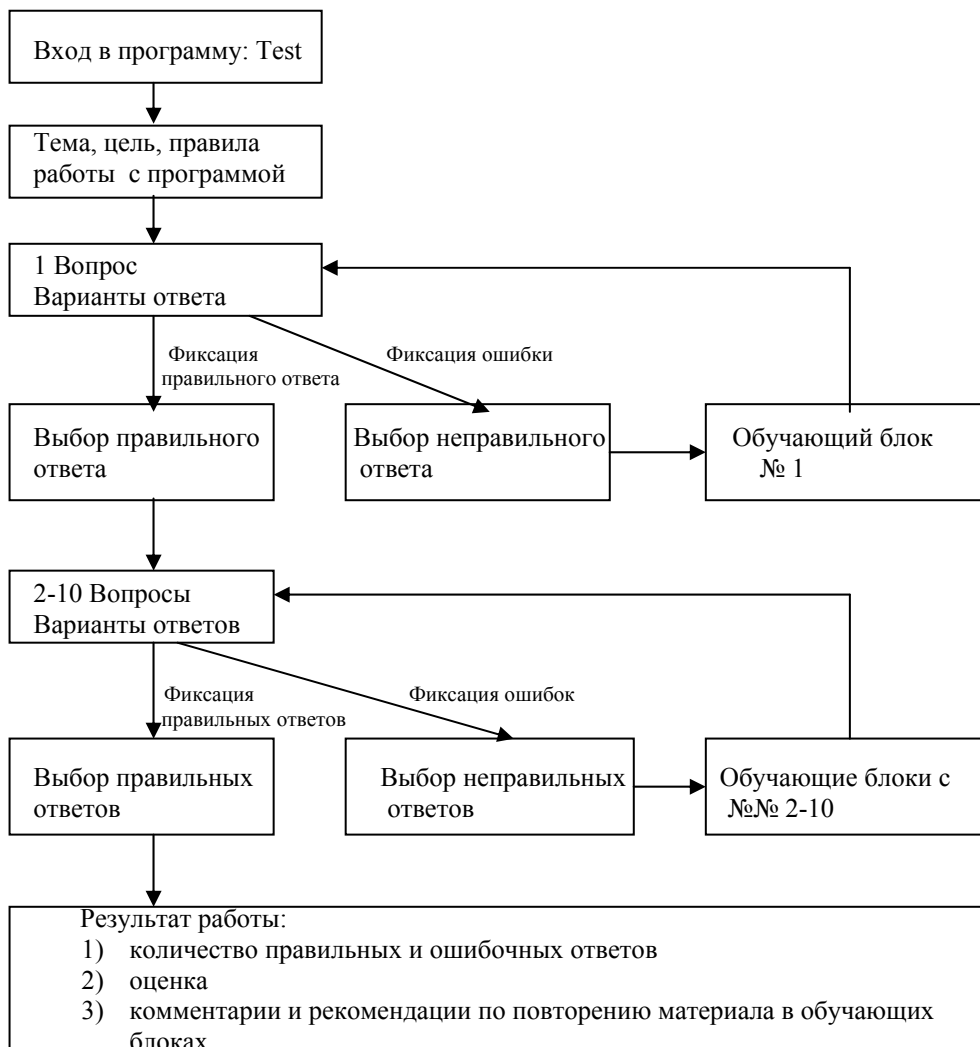 Вход в программу: Test
Тема, цель, правила
работы с программой
1 Вопрос
Варианты ответа
Фиксация
правильного ответа
Фиксация ошибки
Выбор правильного
ответа
Выбор неправильного
ответа
Обучающий блок
№ 1
2-10 Вопросы
Варианты ответов
Фиксация
правильных ответов
Фиксация ошибок
Выбор правильных
ответов
Выбор неправильных
ответов
Обучающие блоки с
№№ 2-10
Результат работы:
1) количество правильных и ошибочных ответов
2) оценка
3) комментарии и рекомендации по повторению материала в обучающих
блоках